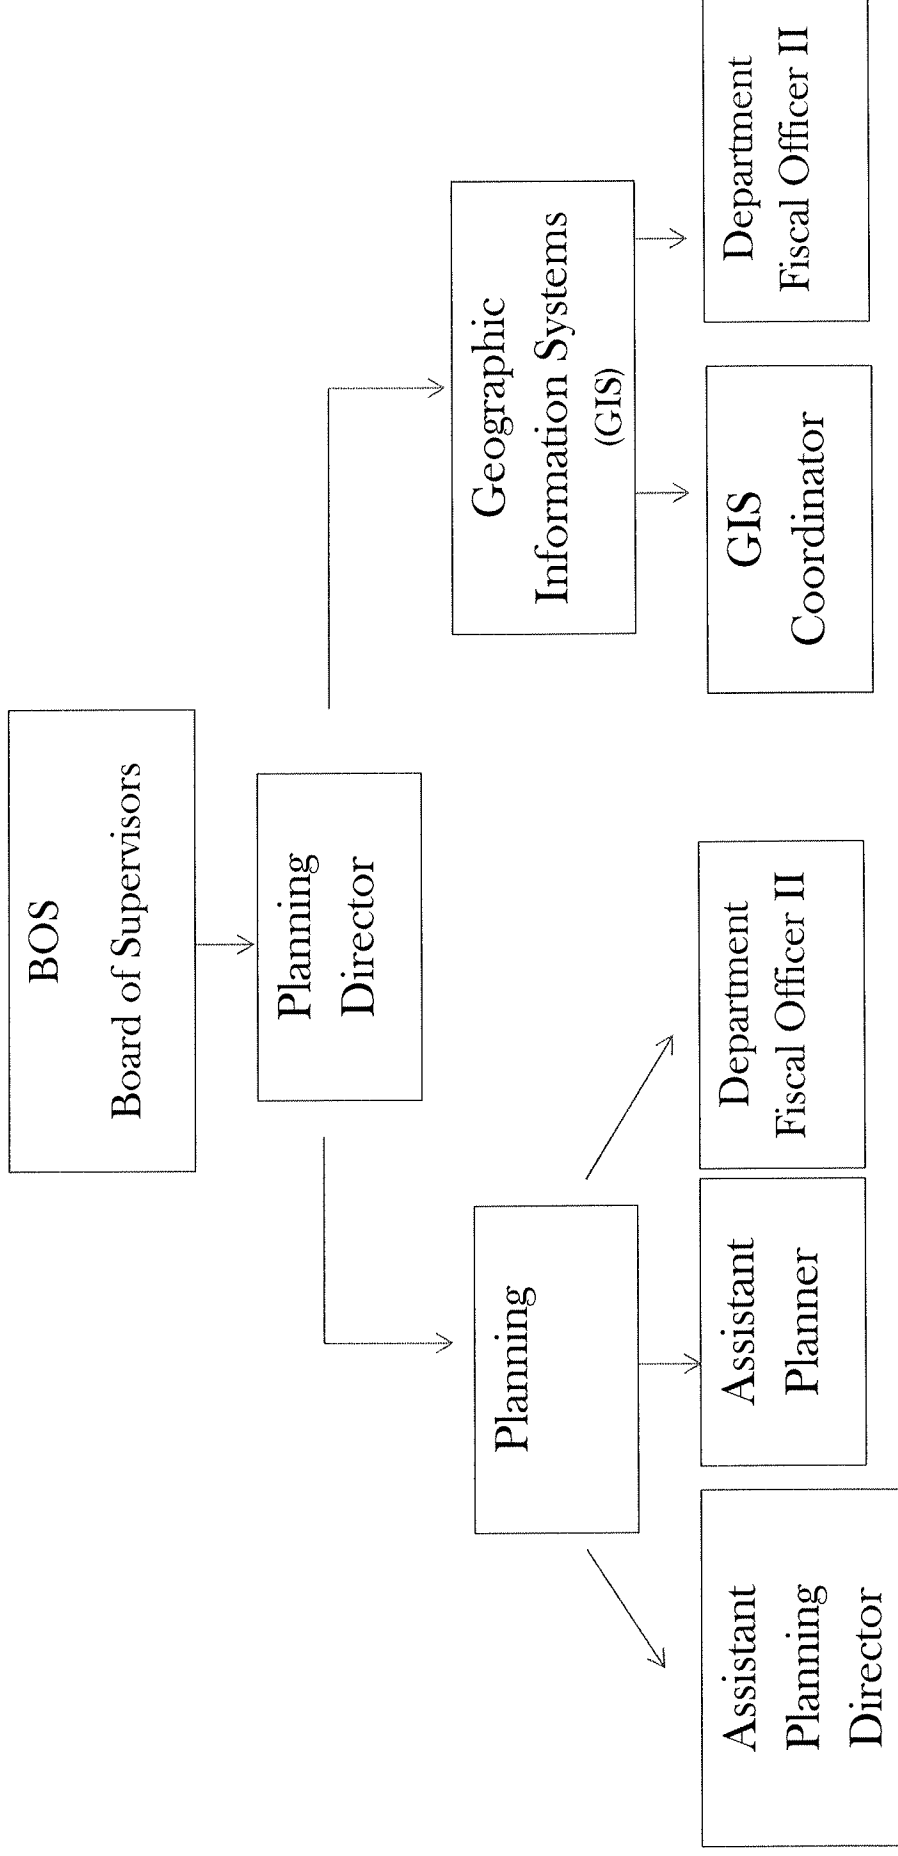 BOS
Board of Supervisors
Planning
Director
Planning
Geographic
Information Systems
(GIS)
Assistant
Planning
Director
Assistant
Planner
Department
Fiscal Officer II
GIS
Coordinator
Department
Fiscal Officer II